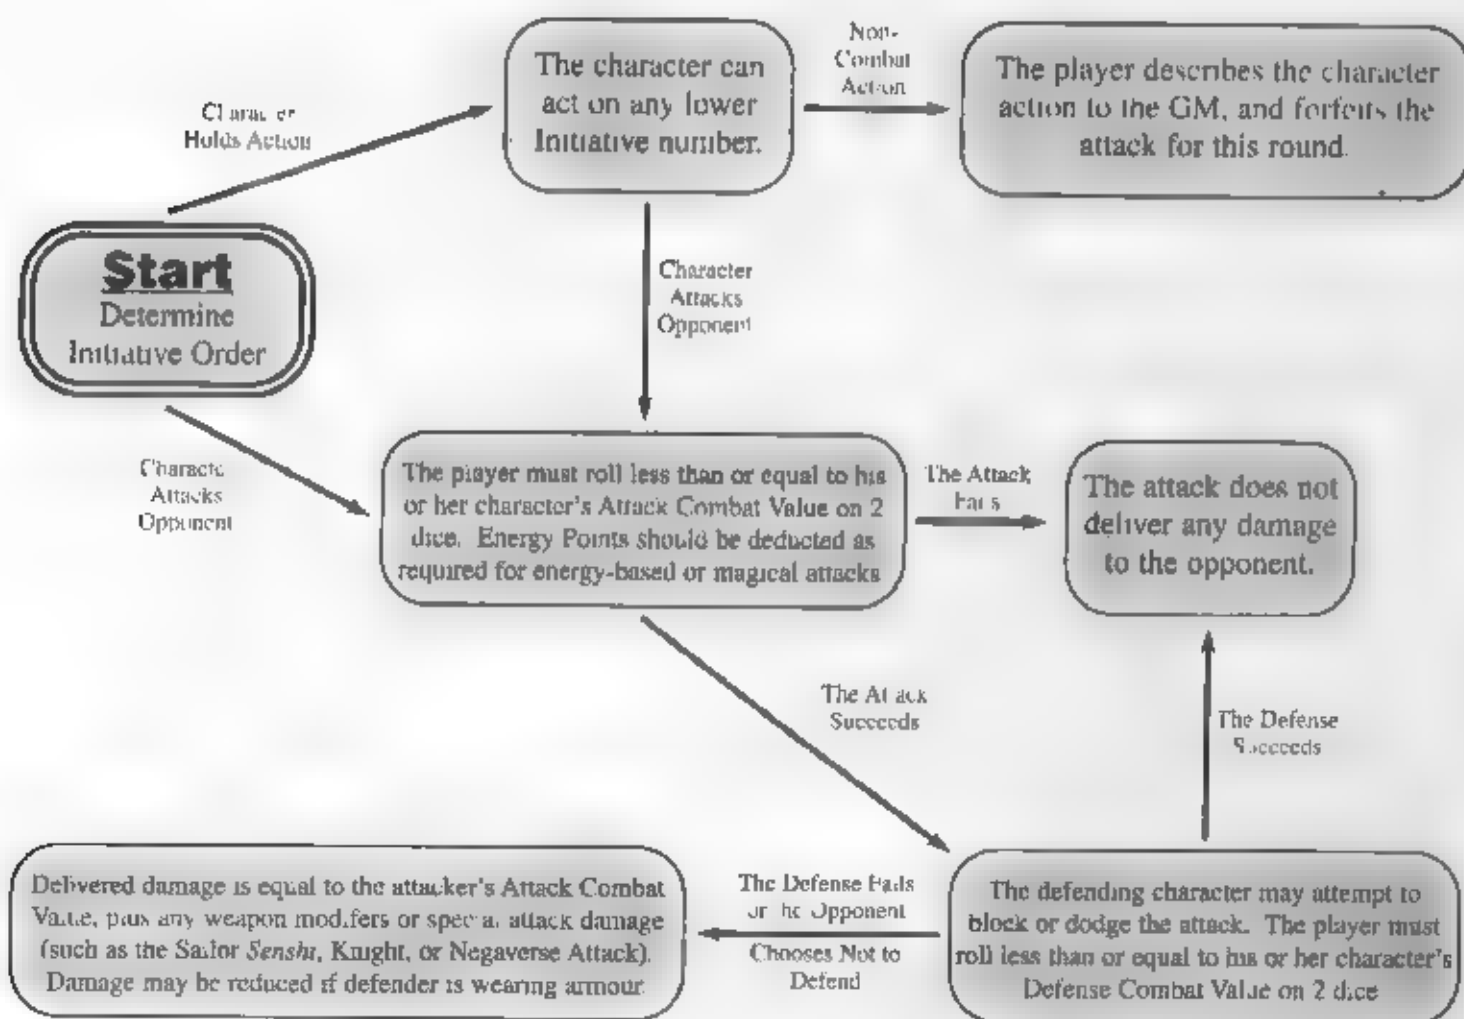 Non-
Combat
Action
The character can
act on any lower
Initiative number.
The player describes the character
action to the GM, and forfeits the
attack for this round.
Character
Holds Action
Start
Determine
Initiative Order
Character
Attacks
Opponent
Character
Attacks
Opponent
The player must roll less than or equal to his
or her character's Attack Combat Value on 2
dice. Energy Points should be deducted as
required for energy-based or magical attacks
The Attack
Fails
The attack does not
deliver any damage
to the opponent.
The Attack
Succeeds
The Defense
Succeeds
Delivered damage is equal to the attacker's Attack Combat
Value, plus any weapon modifers or special attack damage
(such as the Sailor Senshi, Knight, or Negaverse Attack).
Damage may be reduced if defender is wearing armour
The Defense Fails
or the Opponent
Chooses Not to
Defend
The defending character may attempt to
block or dodge the attack. The player must
roll less than or equal to his or her character's
Defense Combat Value on 2 dice